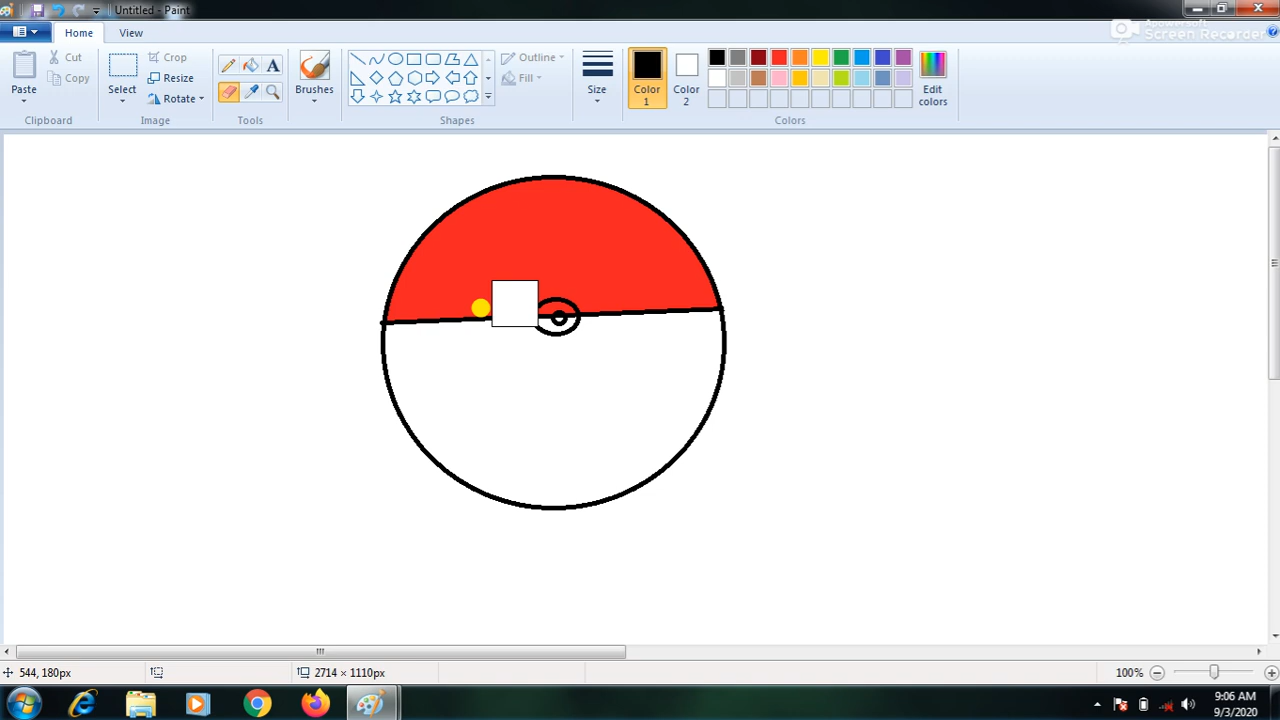 Untitled - Paint
Home View
Apowersoft
Screen Recorder
Paste
Cut
Copy
Clipboard
Select
Crop
Resize
Rotate
Image
A
Tools
Brushes
Outline
Fill
Shapes
Size
Color
1
Color
2
Edit
colors
Colors
544, 180px
2714 × 1110px
100%
9:06 AM
9/3/2020